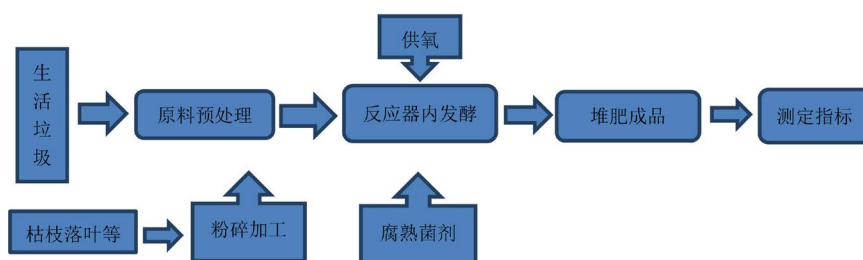 供氧
生活垃圾
原料预处理
反应器内发酵
堆肥成品
测定指标
枯枝落叶等
粉碎加工
腐熟菌剂